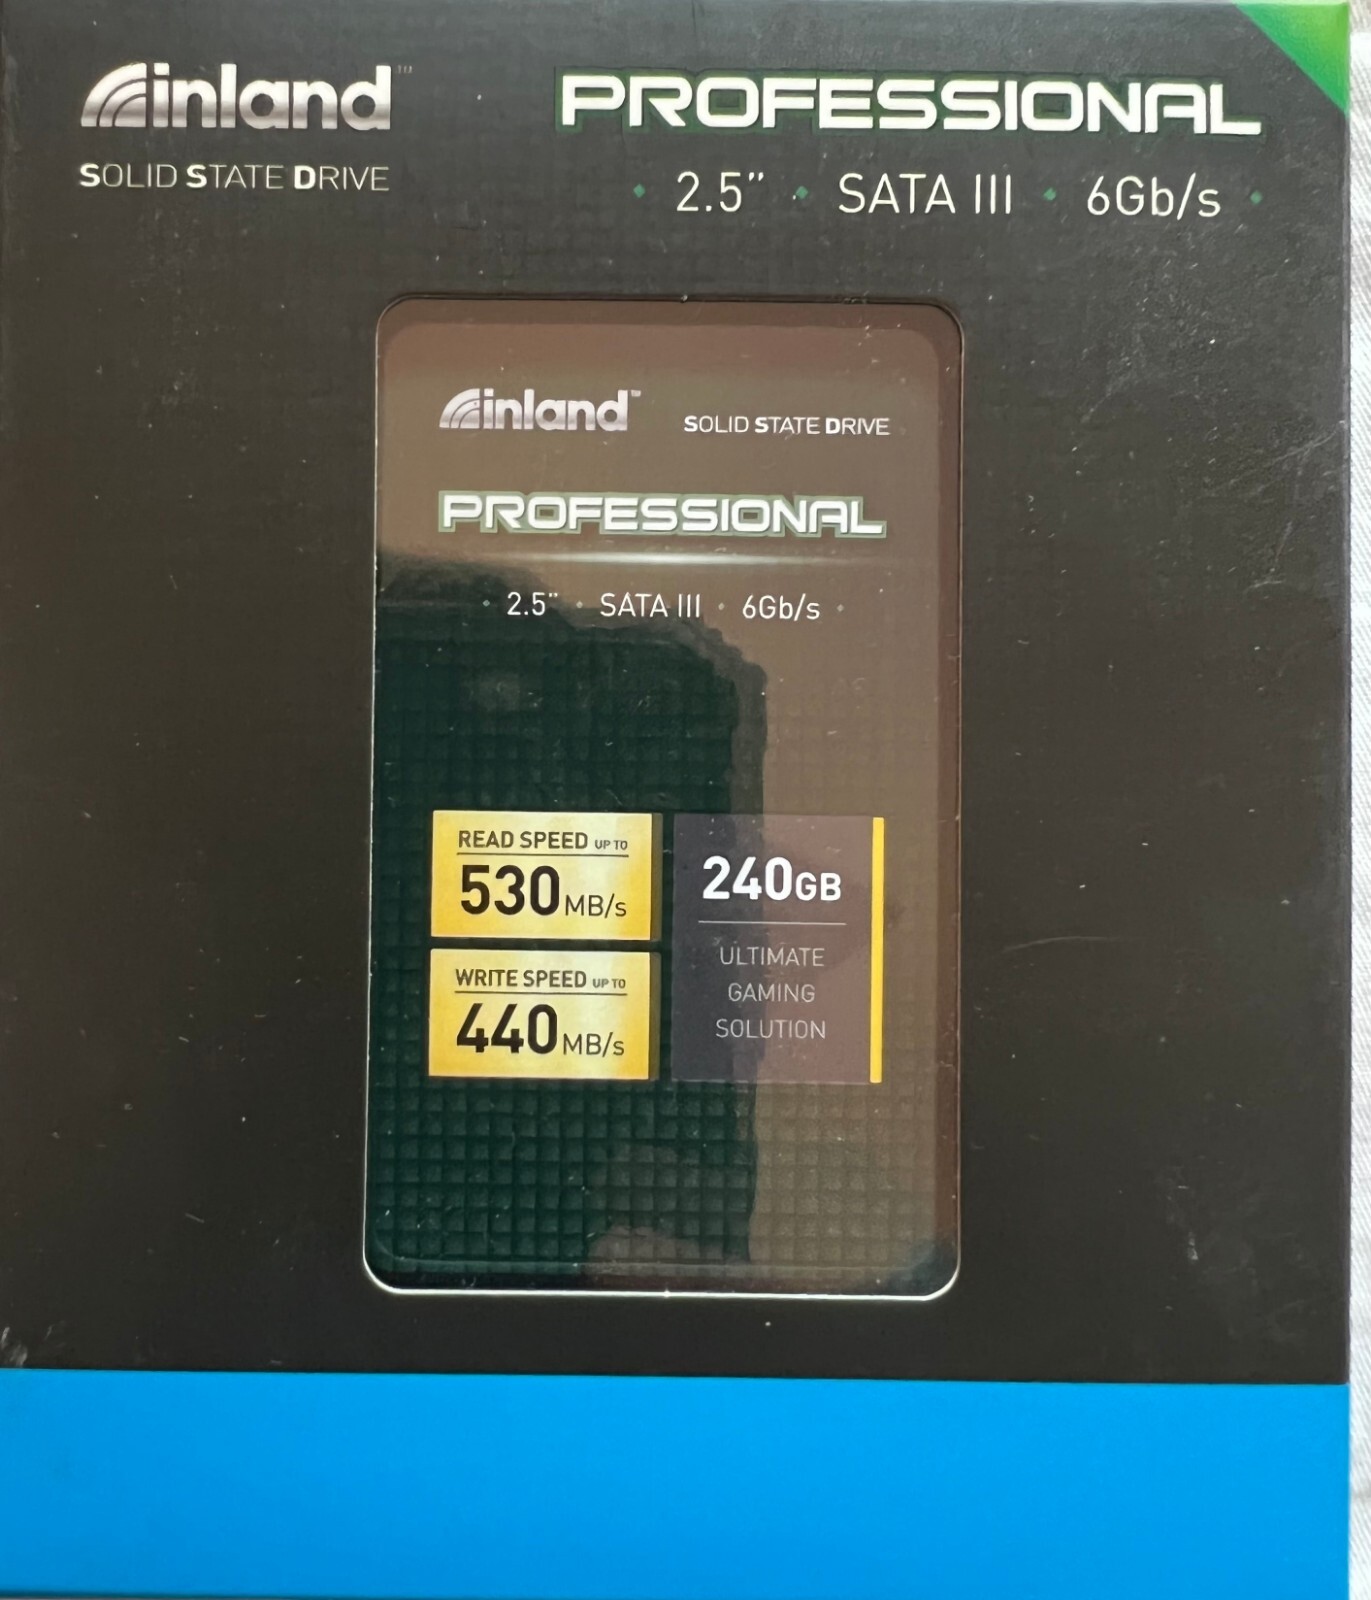 inland™
PROFESSIONAL
SOLID STATE DRIVE
2.5" · SATA III · 6Gb/s
inland™ SOLID STATE DRIVE
PROFESSIONAL
2.5" · SATA III · 6Gb/s
READ SPEED UP TO
530MB/s
WRITE SPEED UP TO
440MB/s
240GB
ULTIMATE
GAMING
SOLUTION